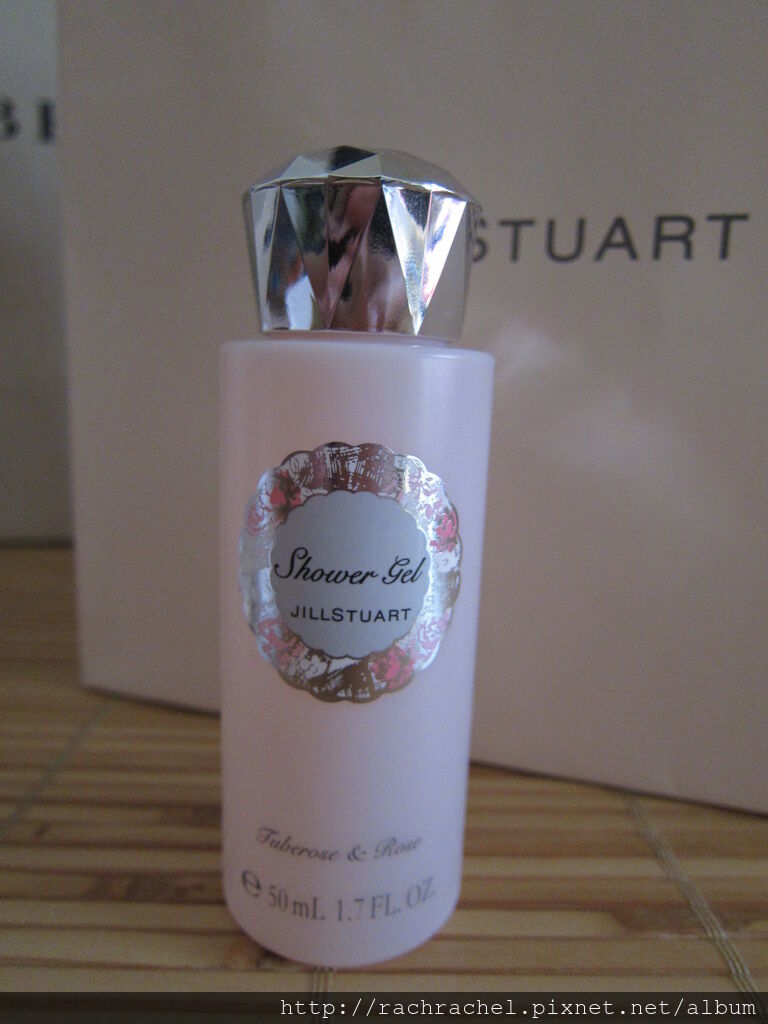 STUART
Shower Gel
JILLSTUART
Tuberose & Rose
℮ 50 mL 1.7 FL. OZ.
http://rachrachel.pixnet.net/album